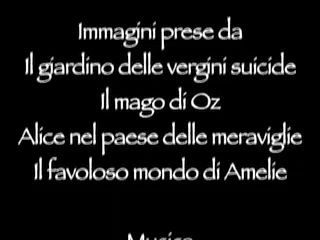 Immagini prese da
Il giardino delle vergini suicide
Il mago di Oz
Alice nel paese delle meraviglie
Il favoloso mondo di Amelie
Musica